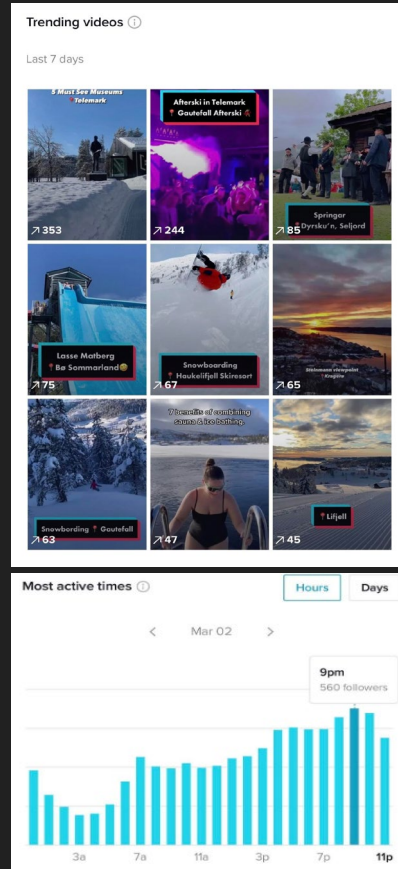 Trending videos
Last 7 days
5 Must See Museums
Telemark
353
Afterski in Telemark
Gautefall Afterski
244
Springar
Dyrsku'n, Seljord
85
Lasse Matberg
Bø Sommarland
75
Snowboarding
Haukelifjell Skiresort
67
Steinmann viewpoint
Kragerø
65
Snowbording Gautefall
63
7 benefits of combining
sauna & ice bathing.
47
Lifjell
45
Most active times
Hours
Days
Mar 02
9pm
560 followers
3a 7a 11a 3p 7p 11p